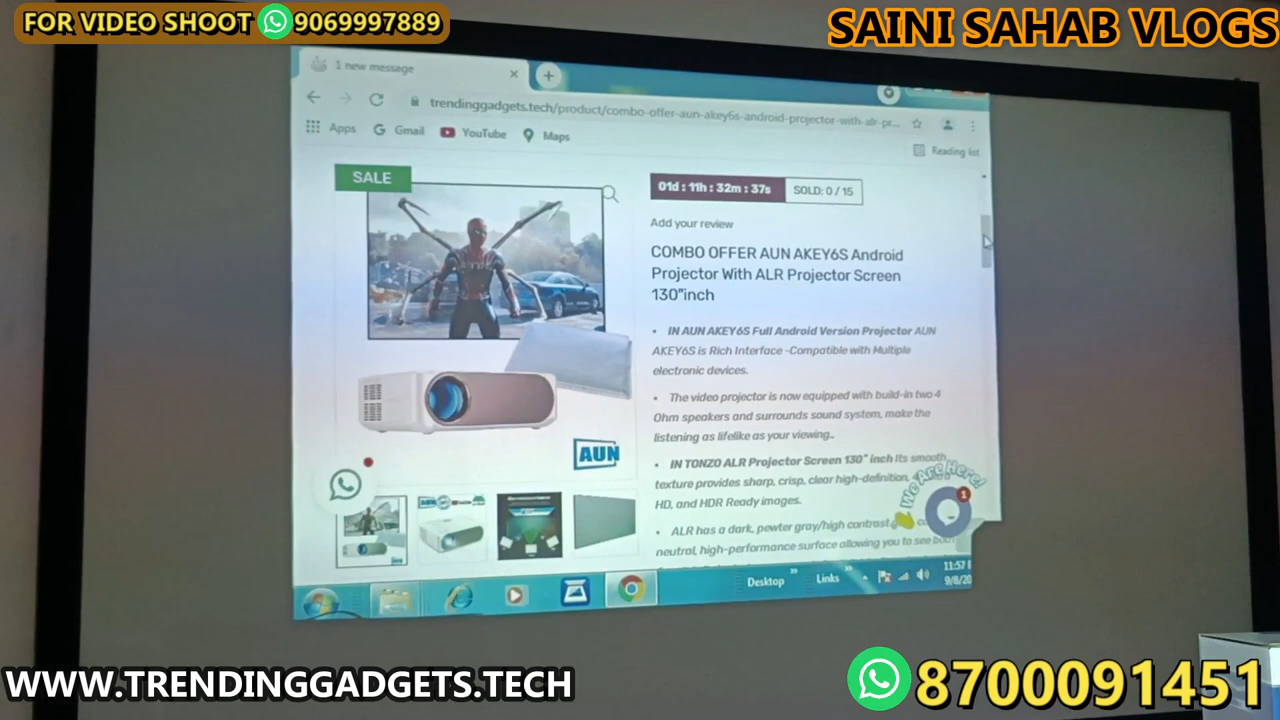 FOR VIDEO SHOOT 9069997889
SAINI SAHAB VLOGS
1 new message
trendinggadgets.tech/product/combo-offer-aun-akey6s-android-projector-with-alr-pr...
Apps Gmail YouTube Maps
Reading list
SALE
01d : 11h : 32m : 37s SOLD: 0 / 15
Add your review
COMBO OFFER AUN AKEY6S Android
Projector With ALR Projector Screen
130"inch
• IN AUN AKEY6S Full Android Version Projector AUN
AKEY6S is Rich Interface -Compatible with Multiple
electronic devices.
• The video projector is now equipped with build-in two 4
Ohm speakers and surrounds sound system, make the
listening as lifelike as your viewing..
• IN TONZO ALR Projector Screen 130" inch Its smooth
texture provides sharp, crisp, clear high-definition,
HD, and HDR Ready images.
• ALR has a dark, pewter gray/high contrast
neutral, high-performance surface allowing you to see both
AUN
We Are Here!
1
Desktop » Links »
11:57
9/8/20
WWW.TRENDINGGADGETS.TECH
8700091451